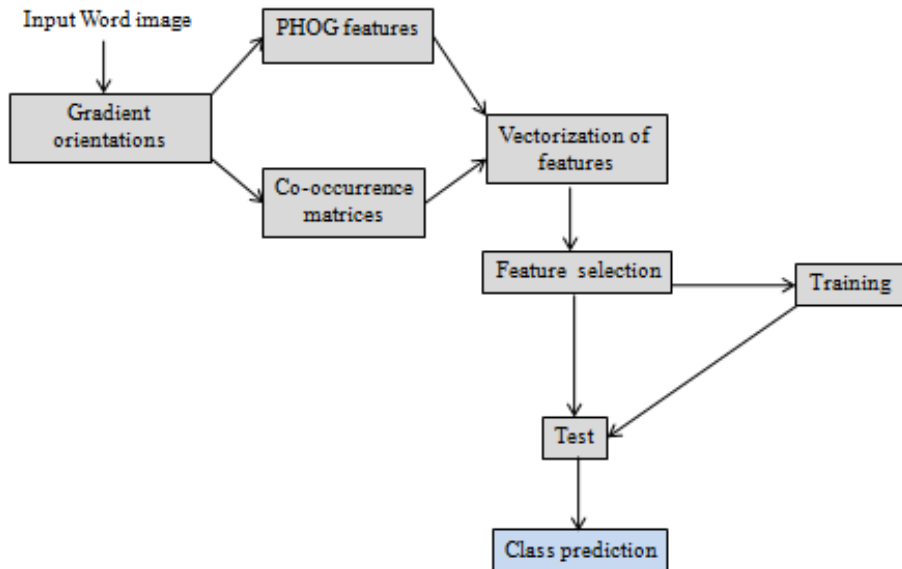 Input Word image
PHOG features
Gradient
orientations
Vectorization of
features
Co-occurrence
matrices
Feature selection
Training
Test
Class prediction